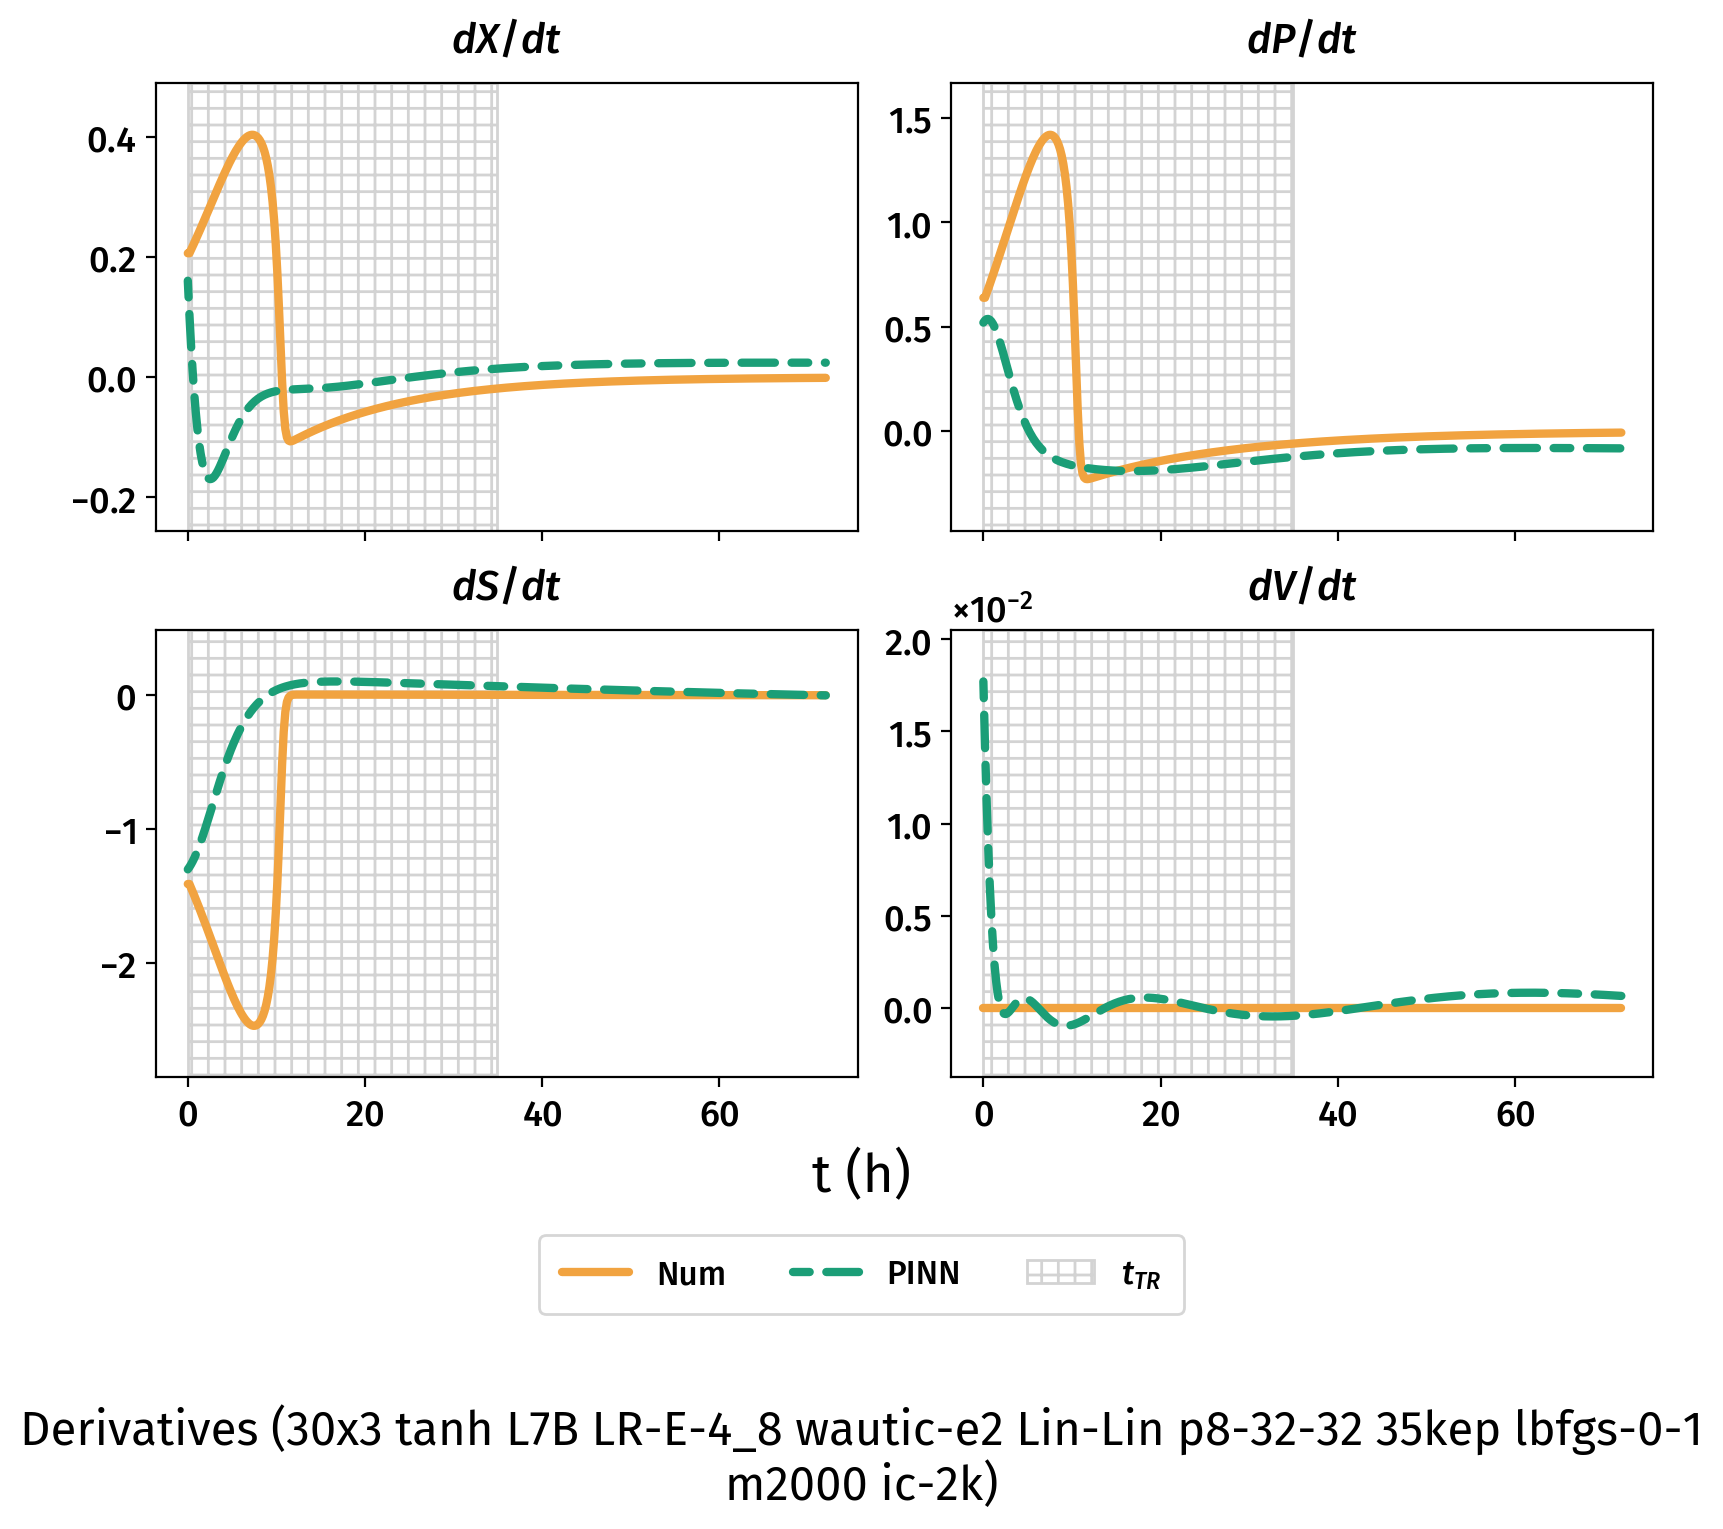 dX/dt
dP/dt
0.4
0.2
0.0
−0.2
1.5
1.0
0.5
0.0
dS/dt
dV/dt
×10⁻²
0
−1
−2
2.0
1.5
1.0
0.5
0.0
0 20 40 60
0 20 40 60
t (h)
Num PINN t_TR
Derivatives (30x3 tanh L7B LR-E-4_8 wautic-e2 Lin-Lin p8-32-32 35kep lbfgs-0-1
m2000 ic-2k)